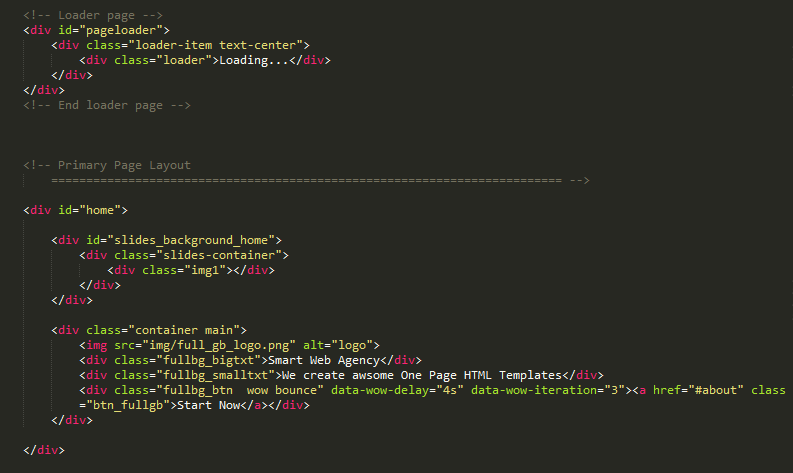 <!-- Loader page -->
<div id="pageloader">
<div class="loader-item text-center">
<div class="loader">Loading...</div>
</div>
</div>
<!-- End loader page -->
<!-- Primary Page Layout
========================================================================= -->
<div id="home">
<div id="slides_background_home">
<div class="slides-container">
<div class="img1"></div>
</div>
</div>
<div class="container main">
<img src="img/full_gb_logo.png" alt="logo">
<div class="fullbg_bigtxt">Smart Web Agency</div>
<div class="fullbg_smalltxt">We create awsome One Page HTML Templates</div>
<div class="fullbg_btn  wow bounce" data-wow-delay="4s" data-wow-iteration="3"><a href="#about" class
="btn_fullgb">Start Now</a></div>
</div>
</div>